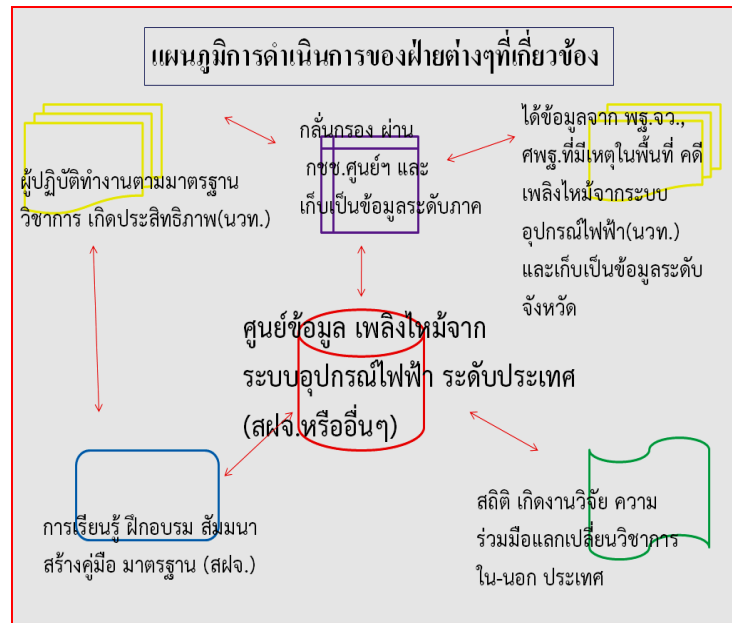 แผนภูมิการดำเนินการของฝ่ายต่างๆที่เกี่ยวข้อง
ผู้ปฏิบัติทำงานตามมาตรฐาน
วิชาการ เกิดประสิทธิภาพ(นวท.)
กลั่นกรอง ผ่าน
กชช.ศูนย์ฯ และ
เก็บเป็นข้อมูลระดับภาค
ได้ข้อมูลจาก พฐ.จว.,
ศพฐ.ที่มีเหตุในพื้นที่ คดี
เพลิงไหม้จากระบบ
อุปกรณ์ไฟฟ้า(นวท.)
และเก็บเป็นข้อมูลระดับ
จังหวัด
ศูนย์ข้อมูล เพลิงไหม้จาก
ระบบอุปกรณ์ไฟฟ้า ระดับประเทศ
(สฝจ.หรืออื่นๆ)
การเรียนรู้ ฝึกอบรม สัมมนา
สร้างคู่มือ มาตรฐาน (สฝจ.)
สถิติ เกิดงานวิจัย ความ
ร่วมมือแลกเปลี่ยนวิชาการ
ใน-นอก ประเทศ